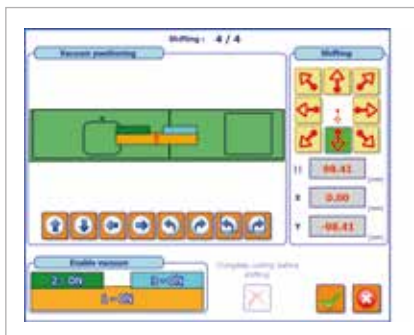 Shifting: 4 / 4
Vacuum positioning
Shifting
98.41
X 0.00
Y -98.41
Enable vacuum
2: ON
Complete cutting before shifting